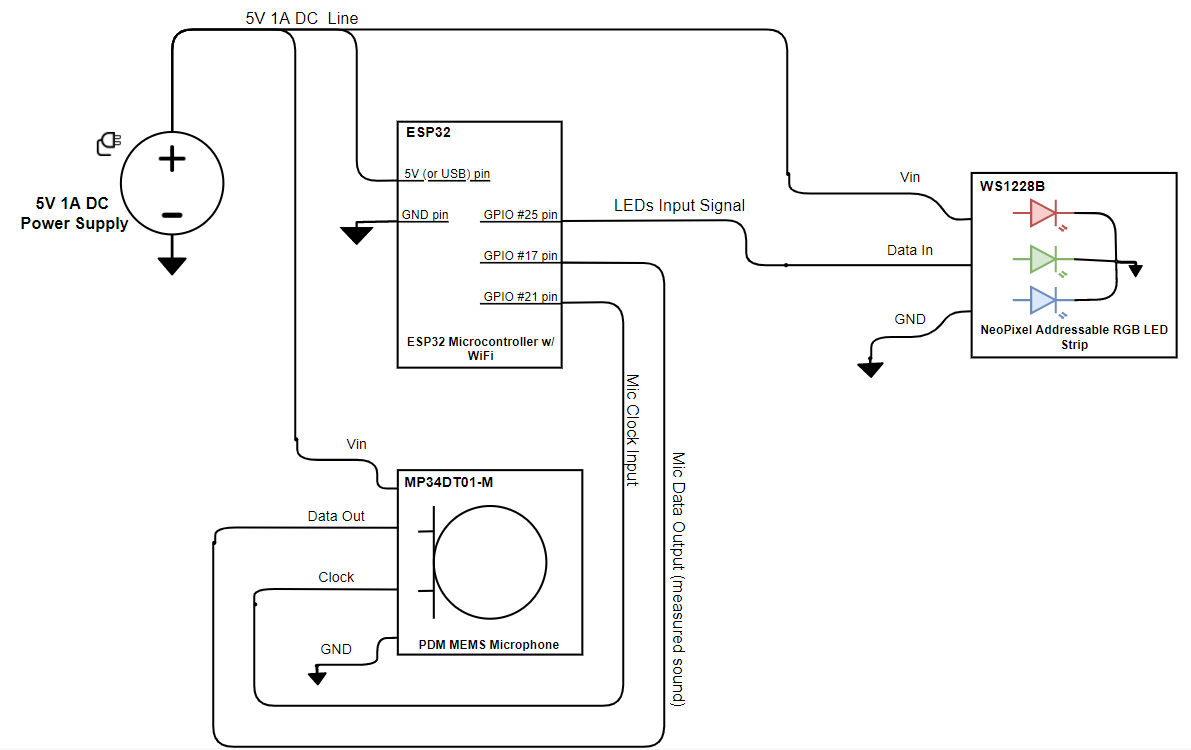 5V 1A DC Line
5V 1A DC
Power Supply
ESP32
5V (or USB) pin
GND pin
GPIO #25 pin
GPIO #17 pin
GPIO #21 pin
ESP32 Microcontroller w/
WiFi
LEDs Input Signal
Vin
Data In
GND
WS1228B
NeoPixel Addressable RGB LED
Strip
Mic Clock Input
Mic Data Output (measured sound)
Vin
Data Out
Clock
GND
MP34DT01-M
PDM MEMS Microphone